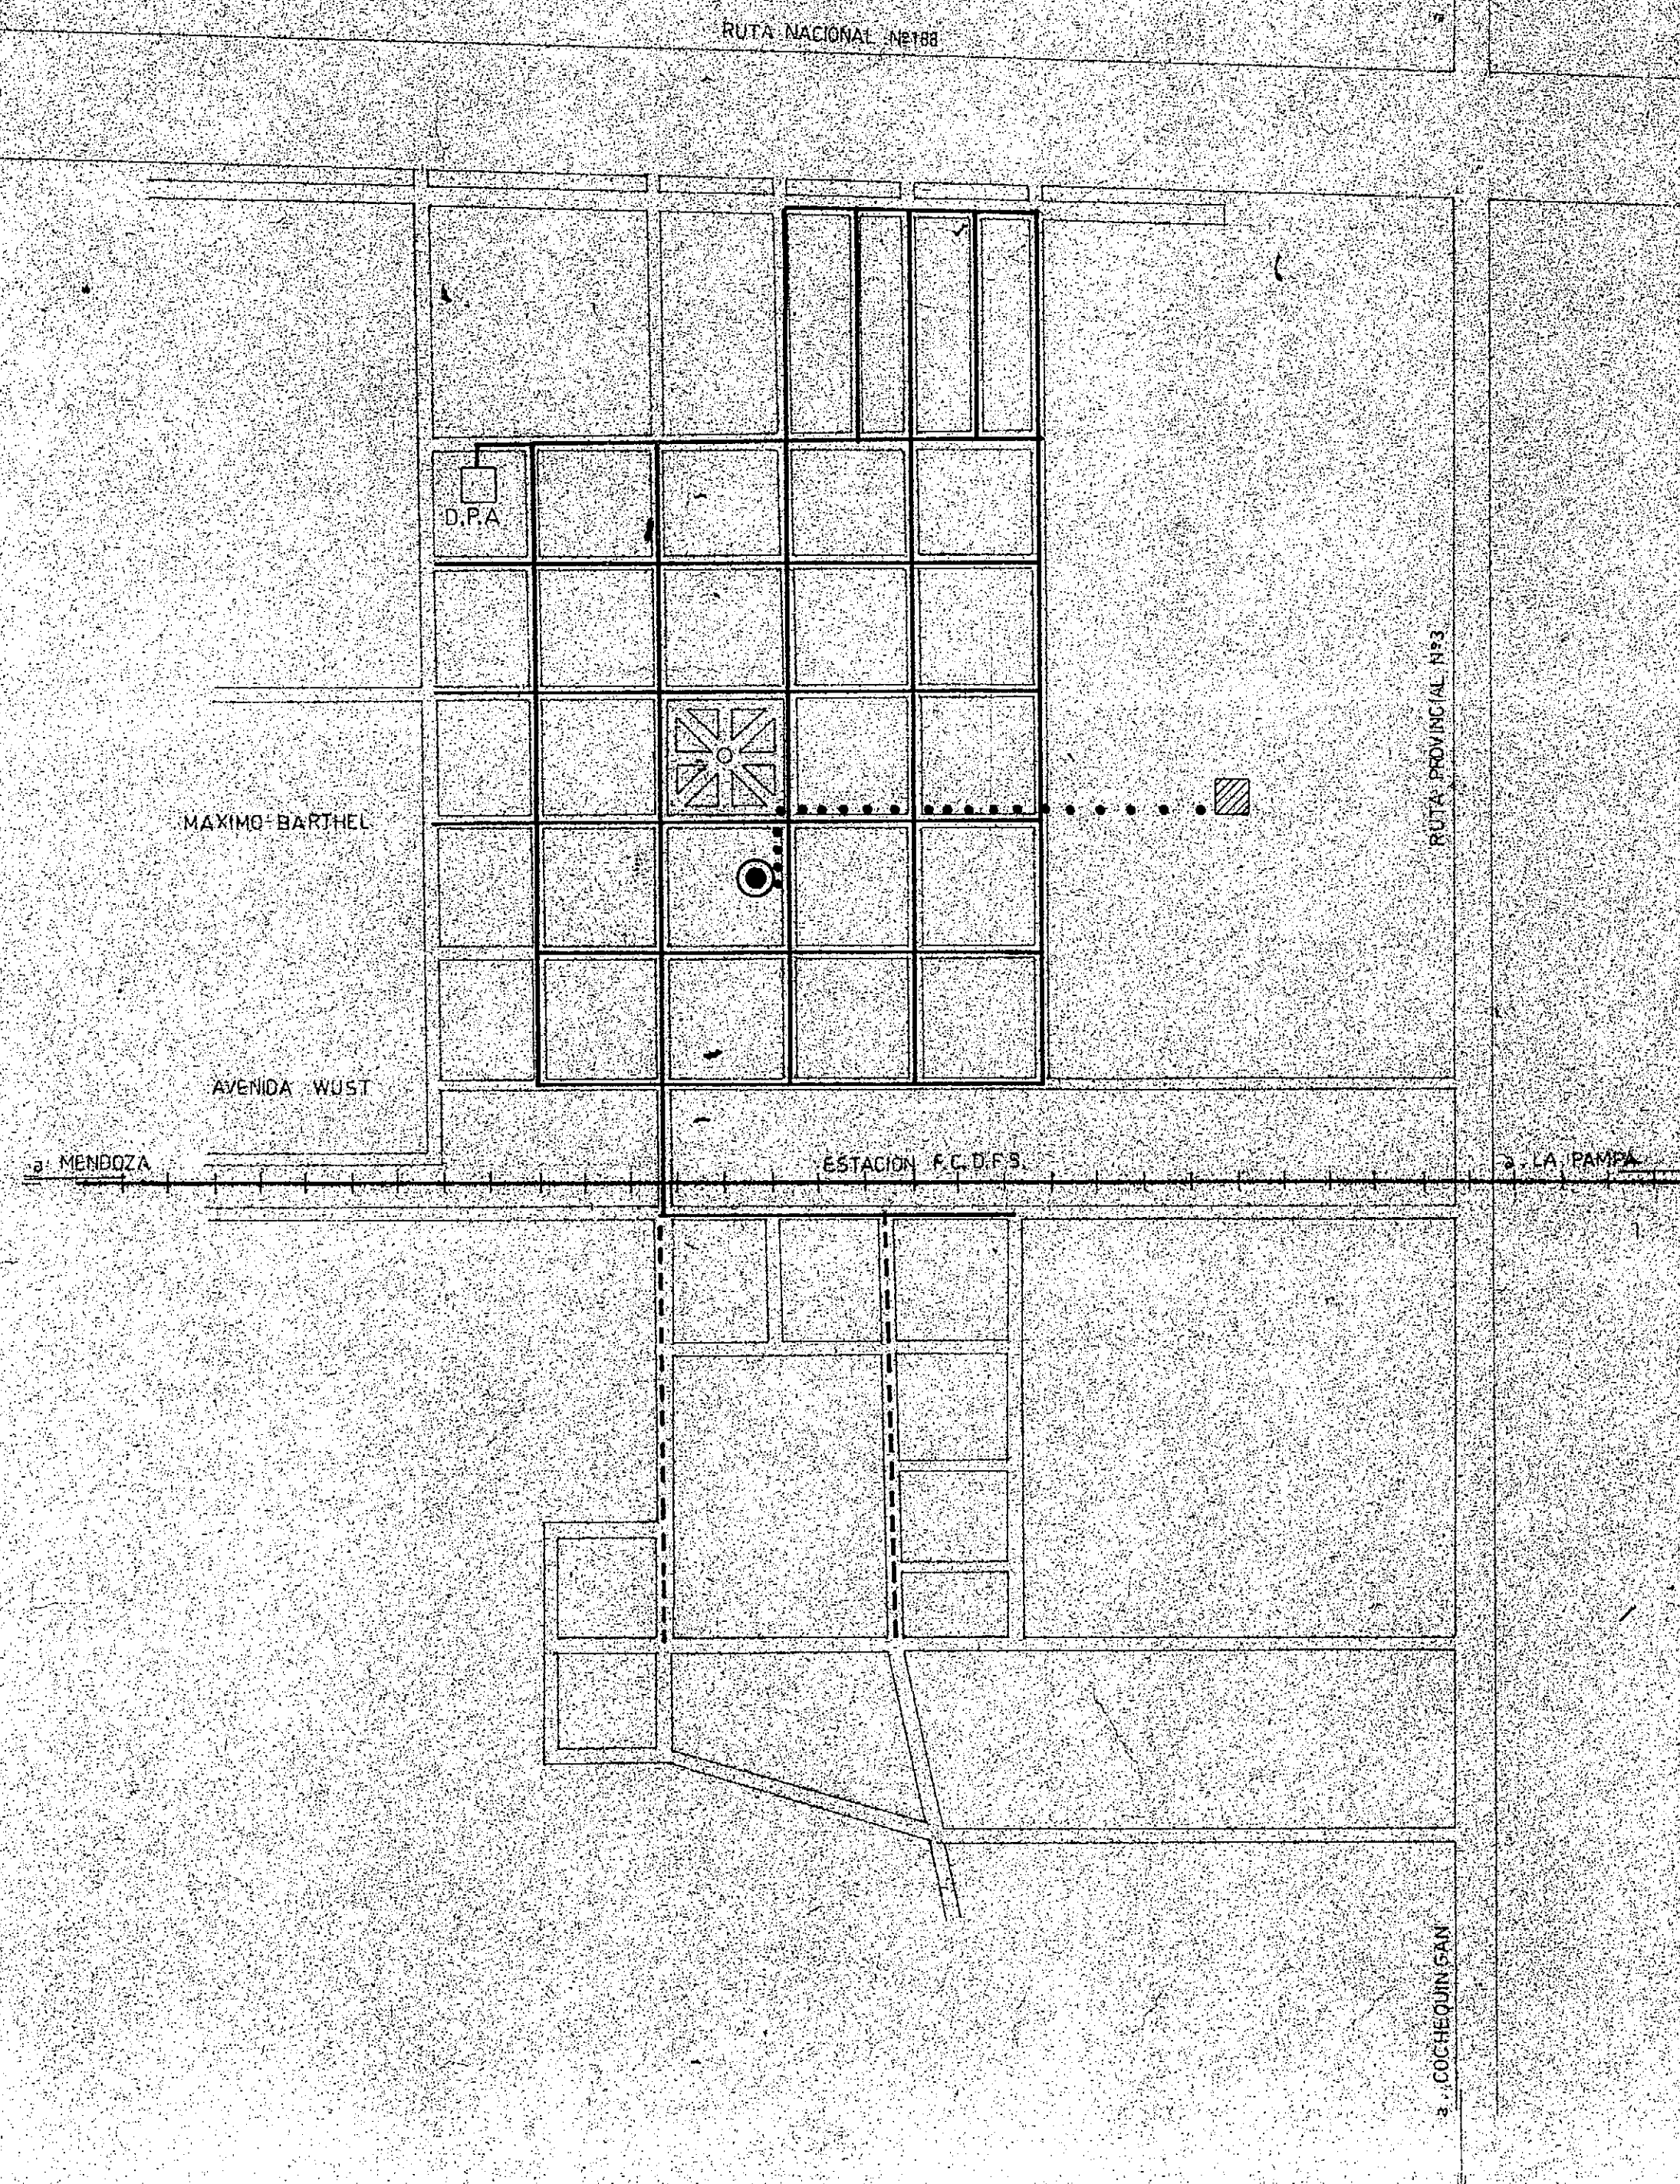 RUTA NACIONAL Nº188
D.P.A
RUTA PROVINCIAL Nº3
MAXIMO BARTHEL
AVENIDA WUST
a MENDOZA
ESTACION F.C.D.F.S.
a LA PAMPA
a COCHEQUINGAN